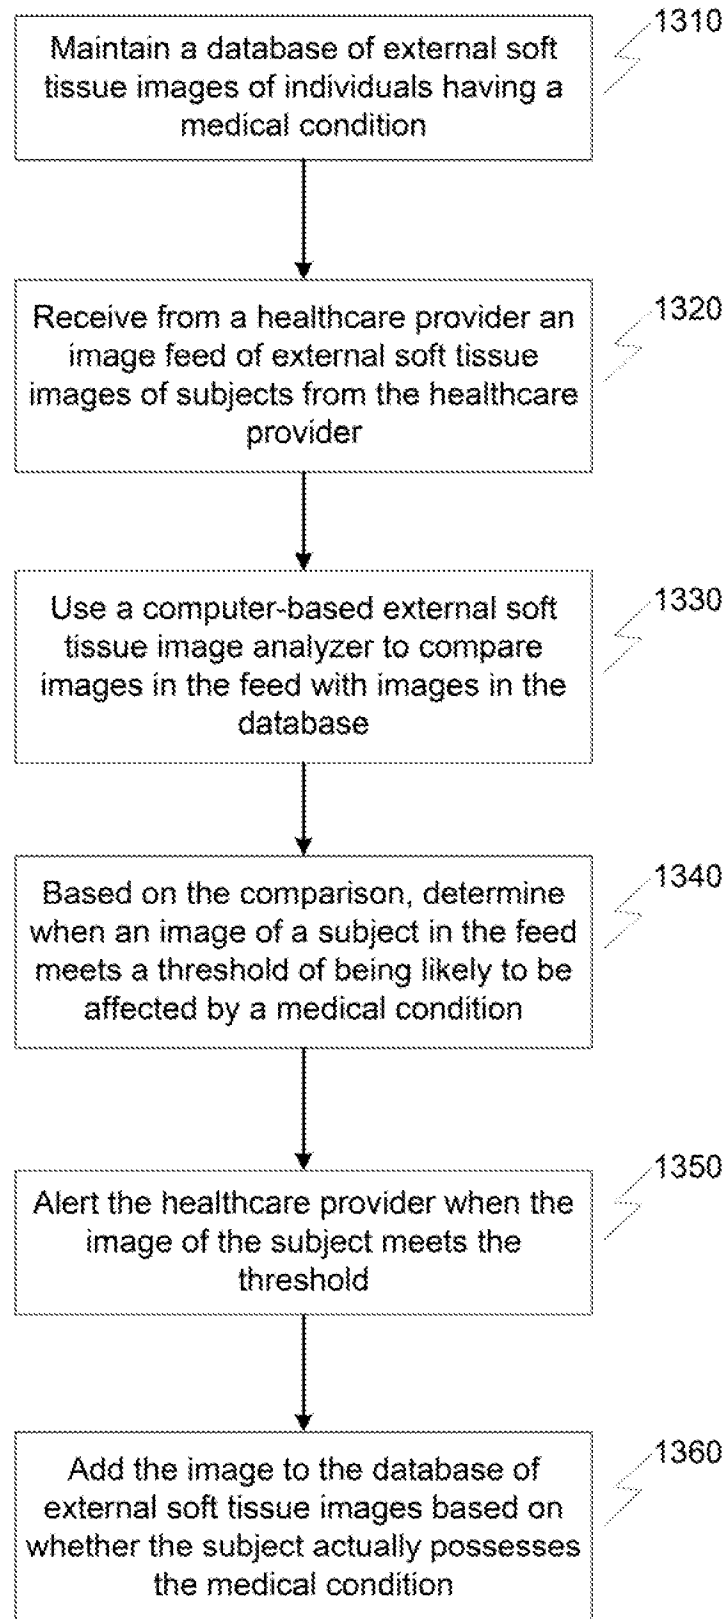 1310
Maintain a database of external soft
tissue images of individuals having a
medical condition
1320
Receive from a healthcare provider an
image feed of external soft tissue
images of subjects from the healthcare
provider
1330
Use a computer-based external soft
tissue image analyzer to compare
images in the feed with images in the
database
1340
Based on the comparison, determine
when an image of a subject in the feed
meets a threshold of being likely to be
affected by a medical condition
1350
Alert the healthcare provider when the
image of the subject meets the
threshold
1360
Add the image to the database of
external soft tissue images based on
whether the subject actually possesses
the medical condition